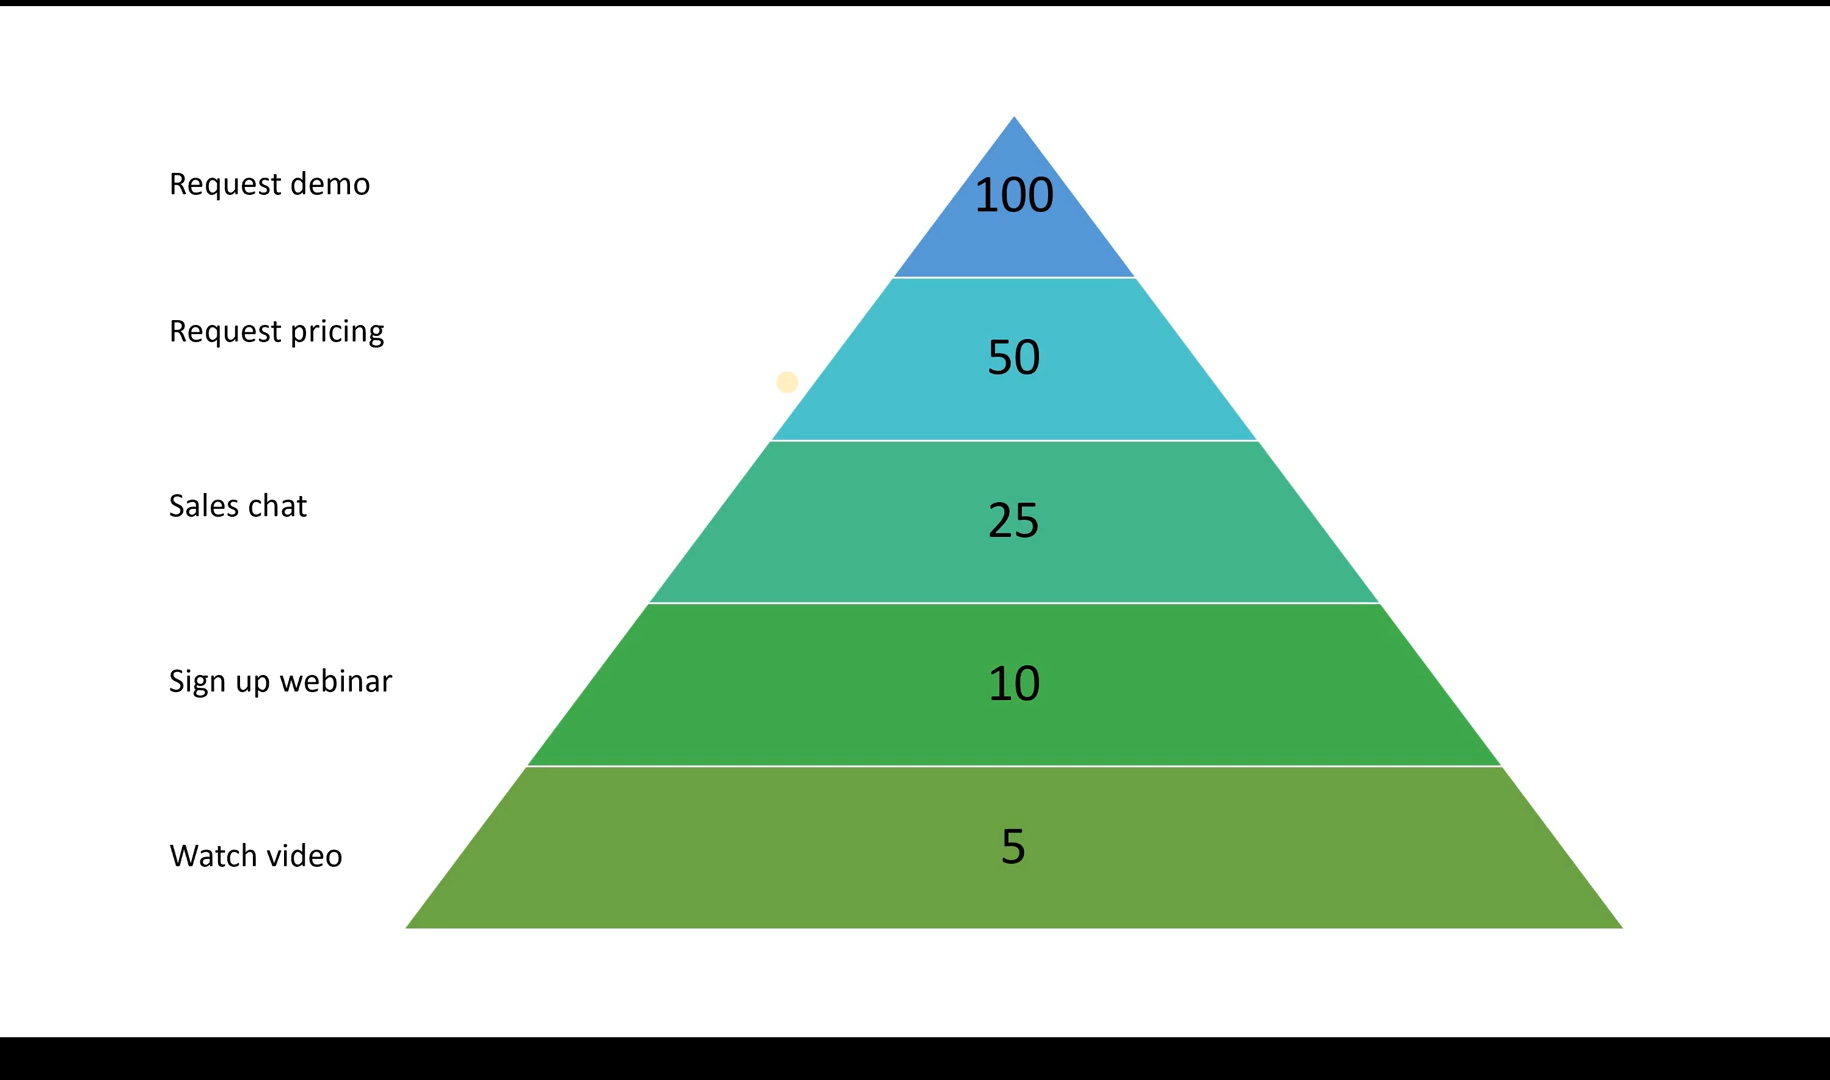 Request demo
100
Request pricing
50
Sales chat
25
Sign up webinar
10
Watch video
5